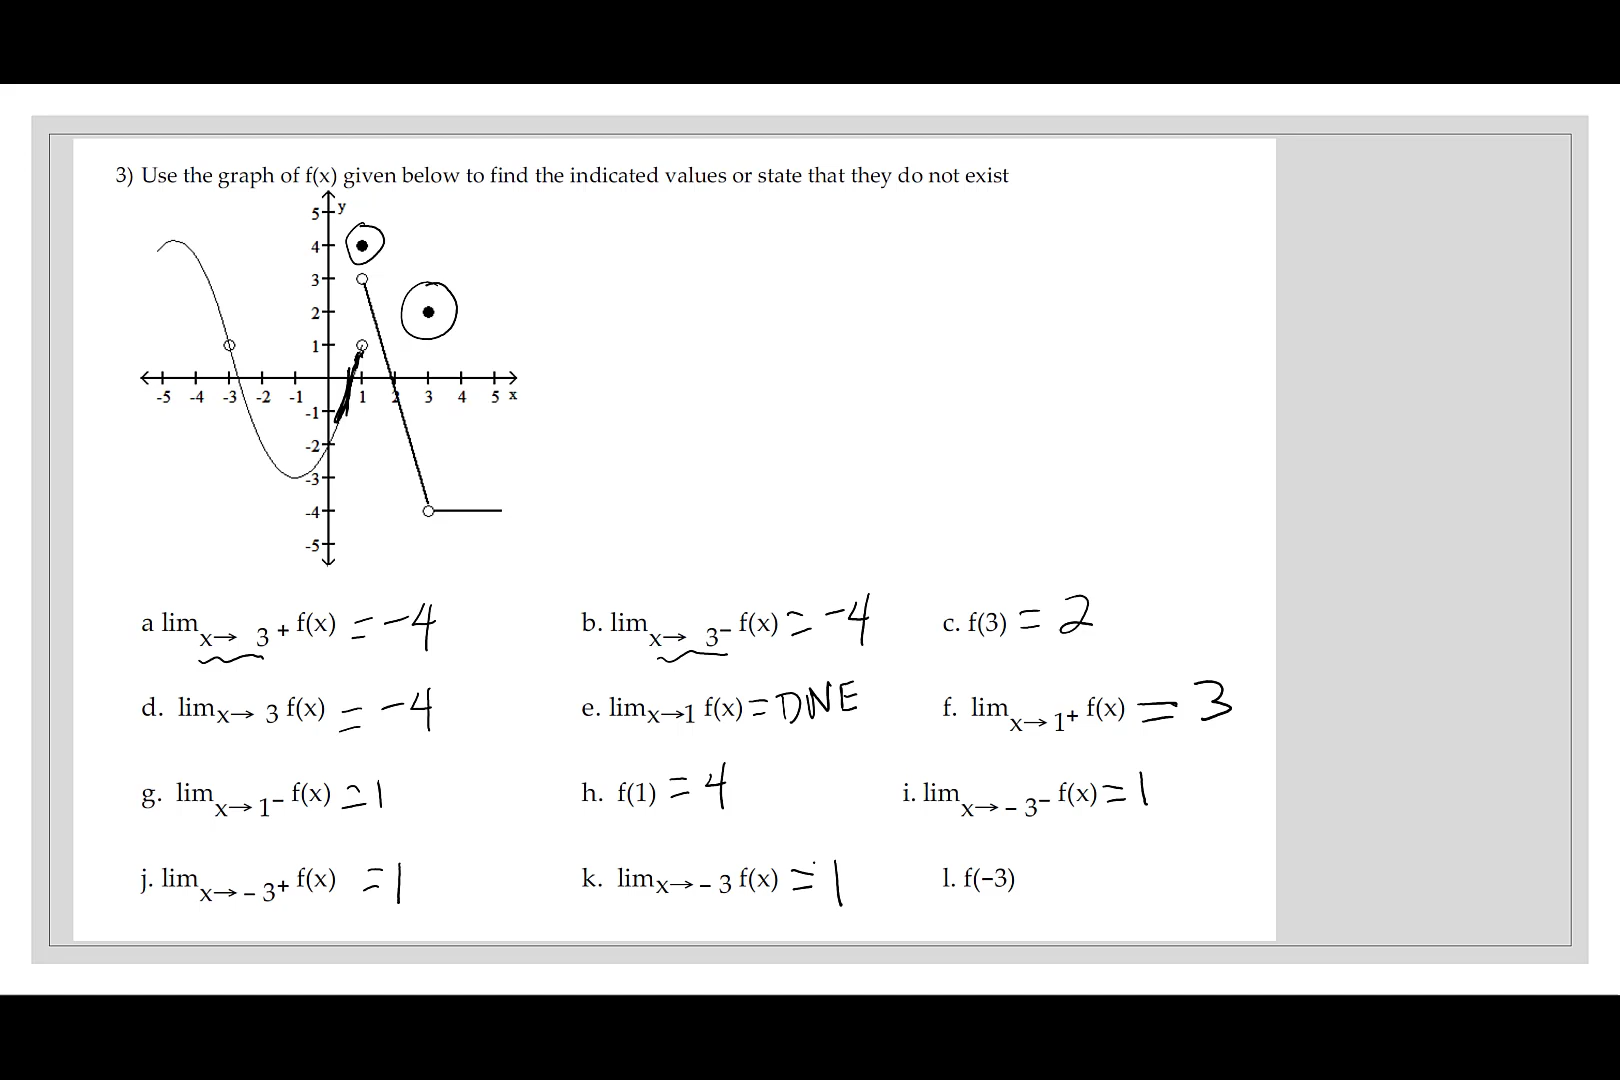 3) Use the graph of f(x) given below to find the indicated values or state that they do not exist
y
5
4
3
2
1
-5 -4 -3 -2 -1 1 2 3 4 5 x
-1
-2
-3
-4
-5
a lim x→ 3 + f(x) = -4
b. lim x→ 3− f(x) = -4
c. f(3) = 2
d. lim x→ 3 f(x) = -4
e. lim x→1 f(x) = DNE
f. lim x→ 1+ f(x) = 3
g. lim x→ 1− f(x) = 1
h. f(1) = 4
i. lim x→ − 3− f(x) = 1
j. lim x→ − 3+ f(x) = 1
k. lim x→ − 3 f(x) = 1
l. f(−3)